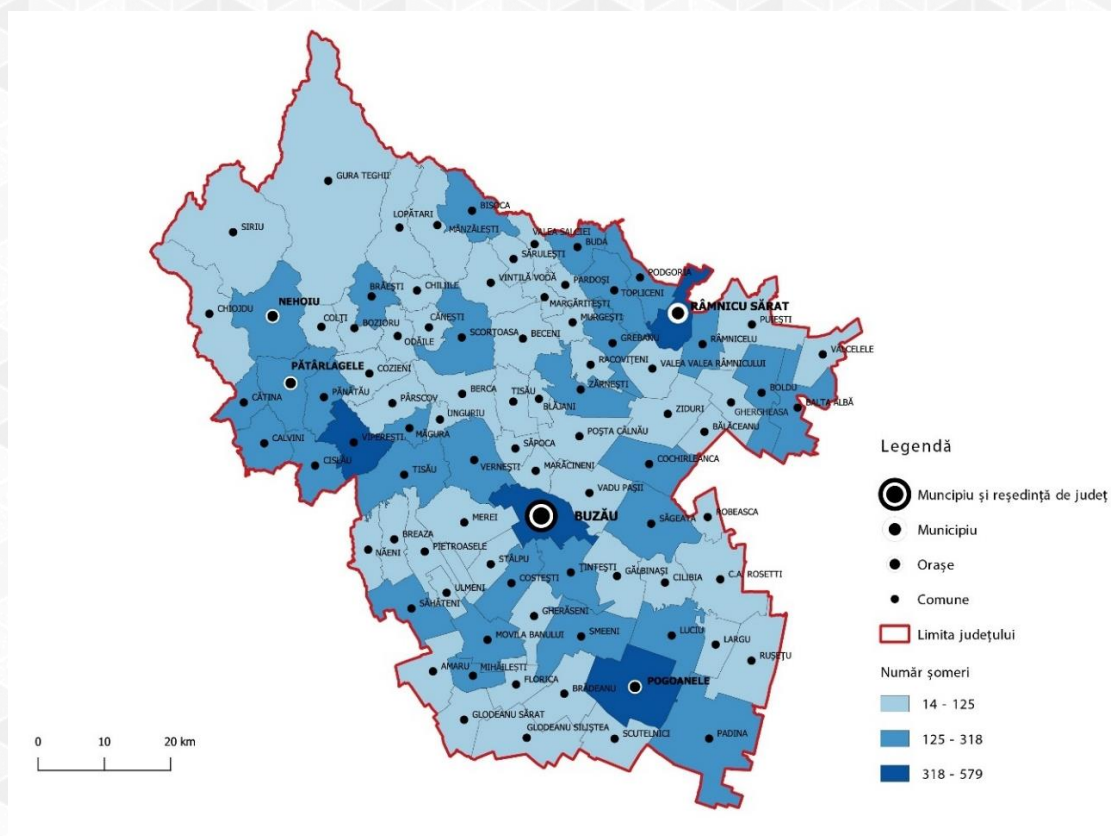 GURA TEGHII
BISOCA
LOPĂTARI
MÂNZĂLEȘTI
SIRIU
VALEA SALCIEI
BUDA
SĂRULEȘTI
PODGORIA
VINTILĂ VODĂ
PARDOȘI
TOPLICENI
BRĂEȘTI
CHILIILE
NEHOIU
MĂRGĂRITEȘTI
RÂMNICU SĂRAT
CHIOJDU
COLȚI
BOZIORU
CĂNEȘTI
MURGEȘTI
PUIEȘTI
ODĂILE
SCORȚOASA
BECENI
GREBANU
RÂMNICELU
VÂLCELELE
PĂTÂRLAGELE
COZIENI
RACOVIȚENI
VALEA VALEA RÂMNICULUI
PĂNĂTĂU
BERCA
TISĂU
ZĂRNEȘTI
BOLDU
CĂTINA
PÂRSCOV
BLĂJANI
GHERGHEASA
BALTA ALBĂ
UNGURIU
ZIDURI
CALVINI
VIPEREȘTI
MĂGURA
POȘTA CÂLNĂU
BĂLĂCEANU
SĂPOCA
CISLĂU
TISĂU
VERNEȘTI
MARĂCINENI
COCHIRLEANCA
VADU PAȘII
BUZĂU
MEREI
SĂGEATA
ROBEASCA
BREAZA
NĂENI
PIETROASELE
STÂLPU
ȚINFEȘTI
GĂLBINAȘI
COSTEȘTI
CILIBIA
C.A. ROSETTI
ULMENI
SĂHĂTENI
GHERĂSENI
MOVILA BANULUI
SMEENI
LUCIU
LARGU
RUȘEȚU
AMARU
MIHĂILEȘTI
FLORICA
BRĂDEANU
POGOANELE
GLODEANU SĂRAT
GLODEANU SILIȘTEA
SCUTELNICI
PADINA
0 10 20 km
Legendă
Muncipiu și reședință de județ
Municipiu
Orașe
Comune
Limita județului
Număr șomeri
14 - 125
125 - 318
318 - 579